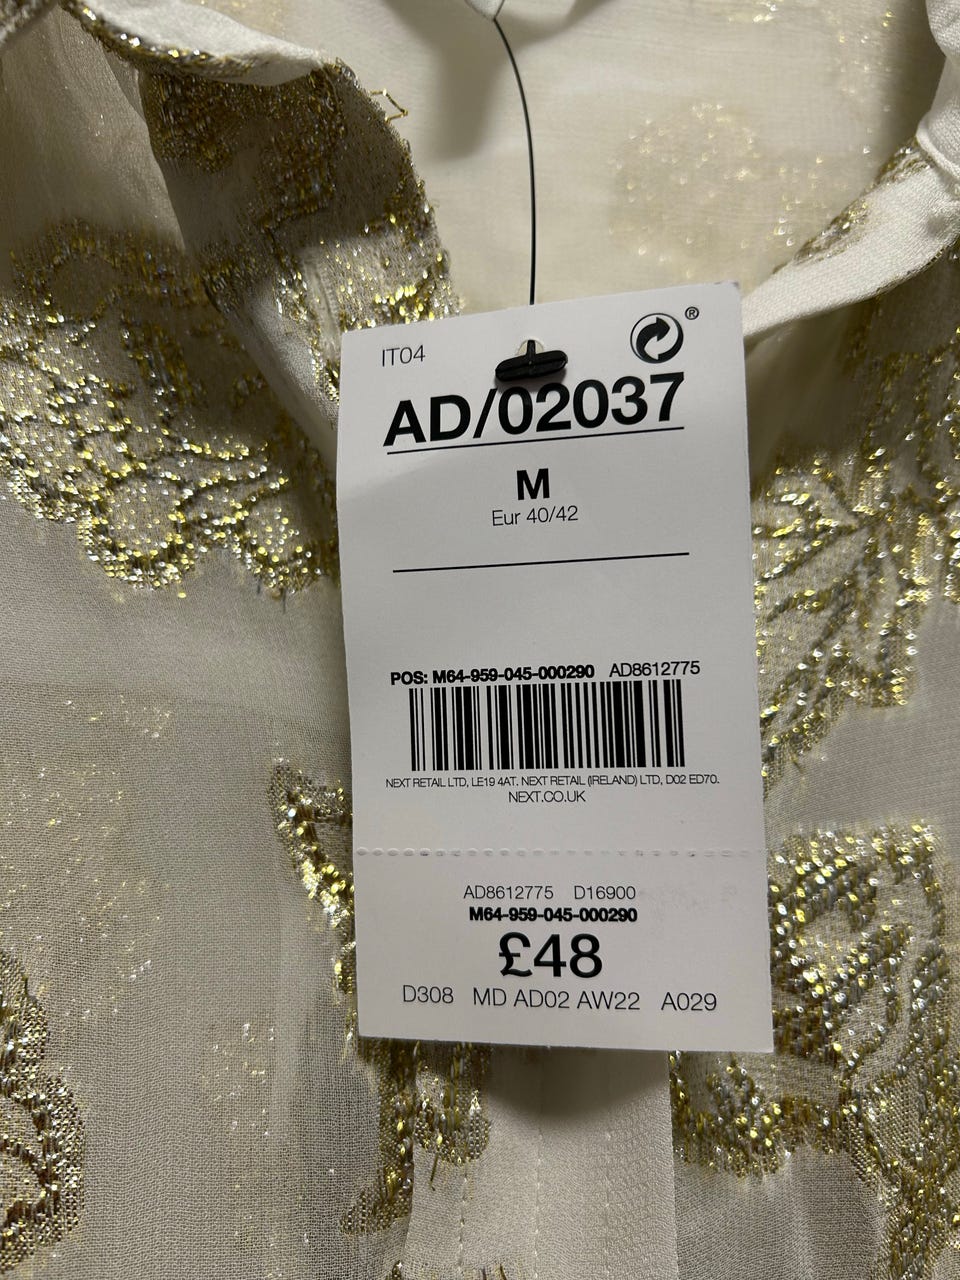 IT04
®
AD/02037
M
Eur 40/42
POS: M64-959-045-000290 AD8612775
NEXT RETAIL LTD, LE19 4AT. NEXT RETAIL (IRELAND) LTD, D02 ED70.
NEXT.CO.UK
AD8612775 D16900
M64-959-045-000290
£48
D308 MD AD02 AW22 A029